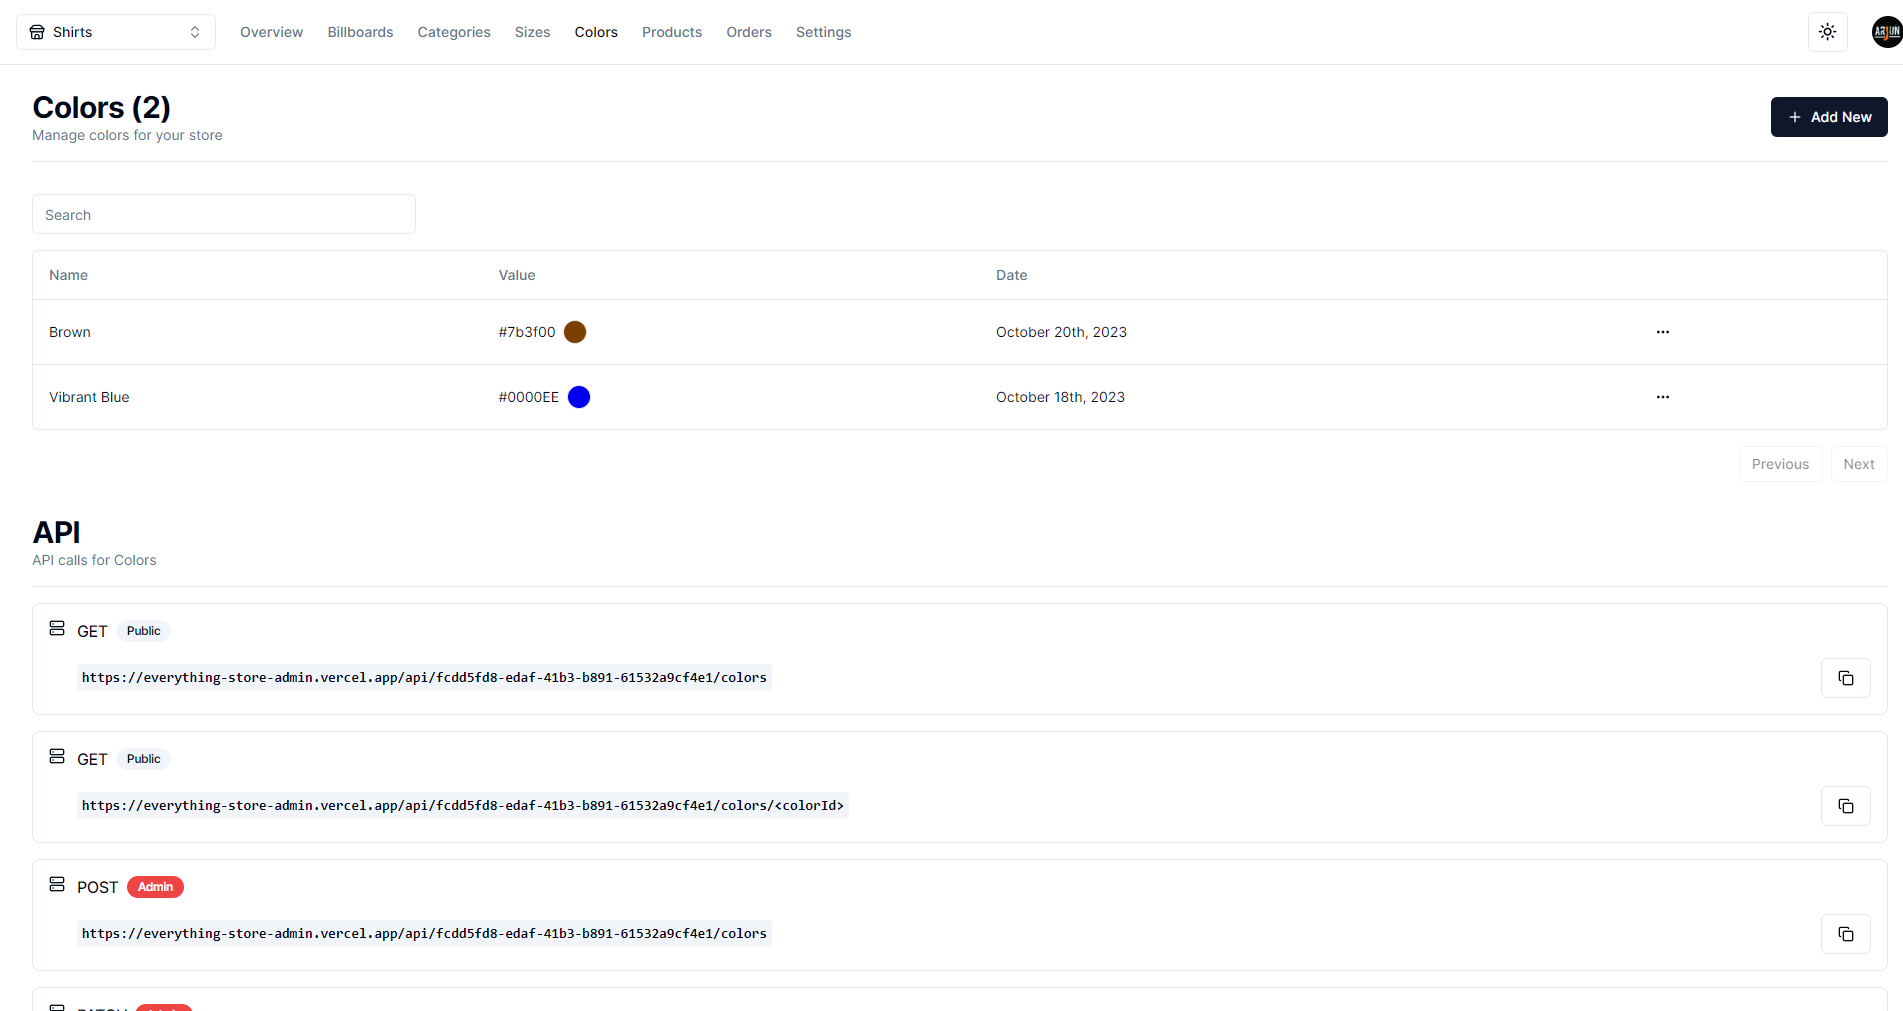 Shirts Overview Billboards Categories Sizes Colors Products Orders Settings ARJUN
Colors (2)
Manage colors for your store
+ Add New
Search
Name Value Date
Brown #7b3f00 October 20th, 2023
Vibrant Blue #0000EE October 18th, 2023
Previous Next
API
API calls for Colors
GET Public
https://everything-store-admin.vercel.app/api/fcdd5fd8-edaf-41b3-b891-61532a9cf4e1/colors
GET Public
https://everything-store-admin.vercel.app/api/fcdd5fd8-edaf-41b3-b891-61532a9cf4e1/colors/<colorId>
POST Admin
https://everything-store-admin.vercel.app/api/fcdd5fd8-edaf-41b3-b891-61532a9cf4e1/colors